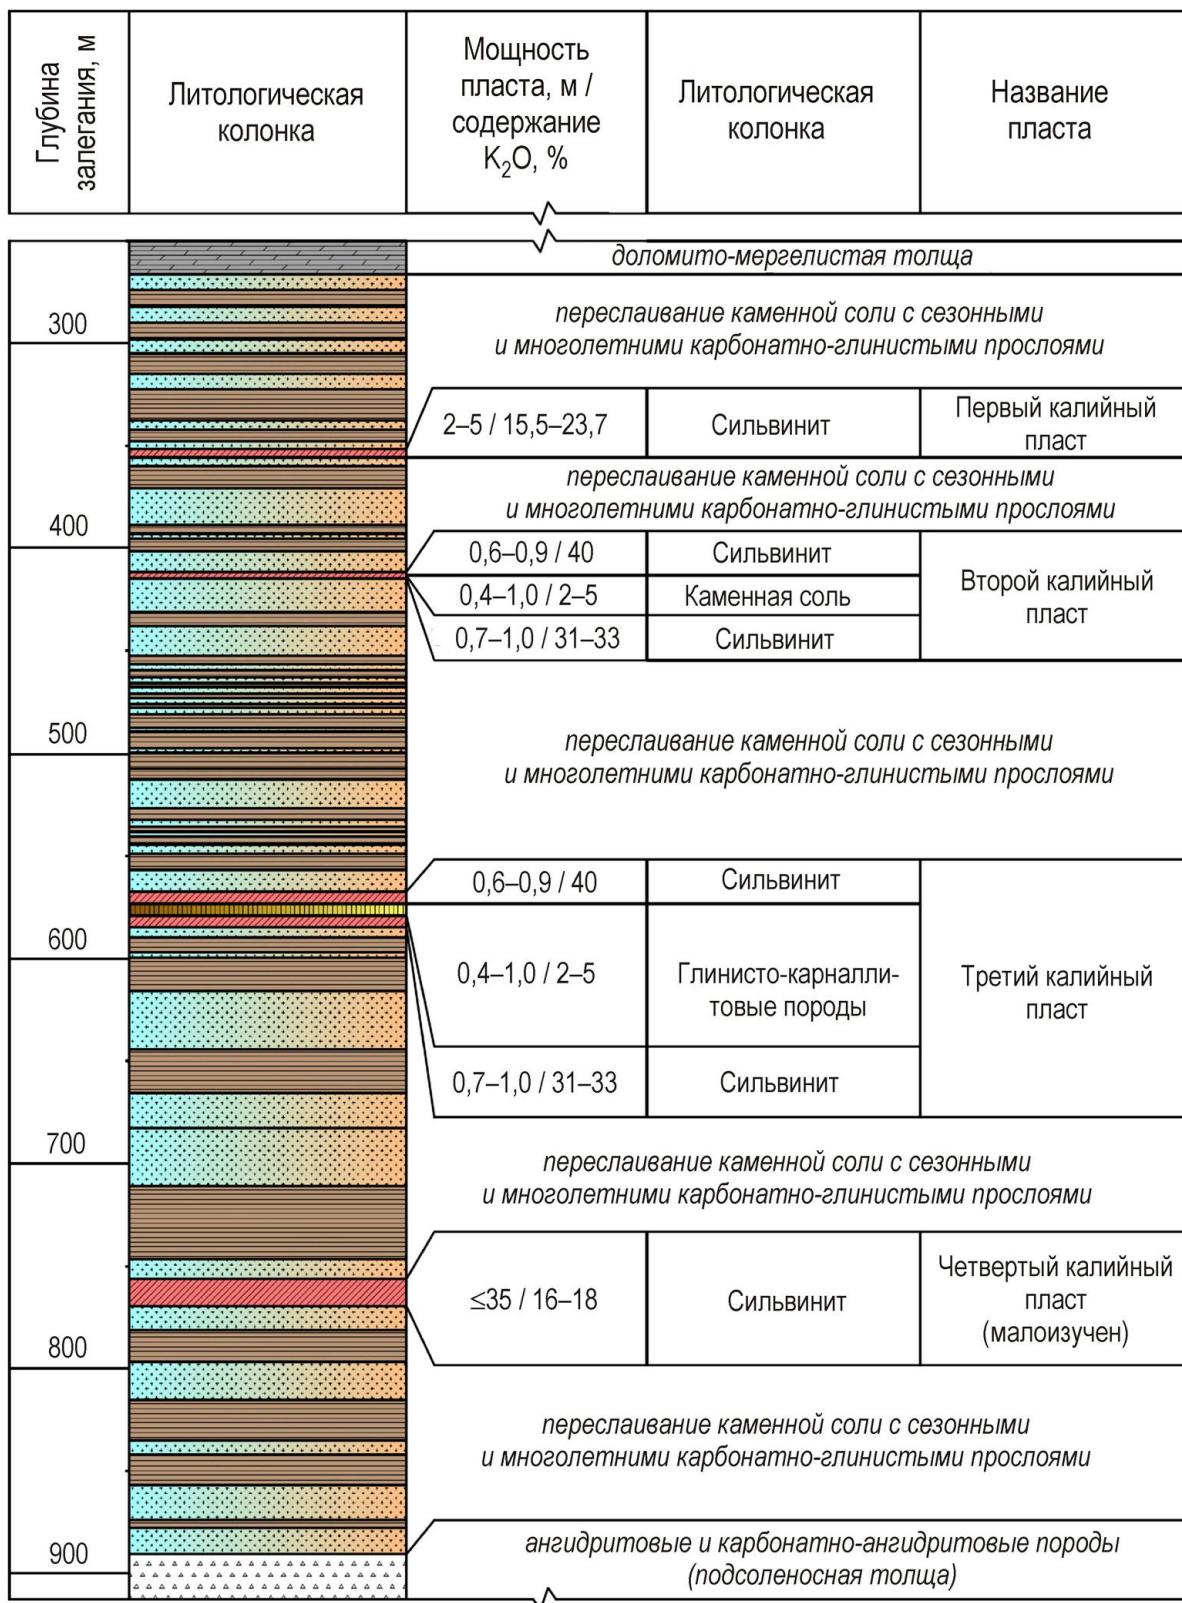 Глубина
залегания, м
Литологическая
колонка
Мощность
пласта, м /
содержание
K₂O, %
Литологическая
колонка
Название
пласта
доломито-мергелистая толща
300
переслаивание каменной соли с сезонными
и многолетними карбонатно-глинистыми прослоями
2–5 / 15,5–23,7
Сильвинит
Первый калийный
пласт
переслаивание каменной соли с сезонными
и многолетними карбонатно-глинистыми прослоями
400
0,6–0,9 / 40
Сильвинит
0,4–1,0 / 2–5
Каменная соль
0,7–1,0 / 31–33
Сильвинит
Второй калийный
пласт
500
переслаивание каменной соли с сезонными
и многолетними карбонатно-глинистыми прослоями
0,6–0,9 / 40
Сильвинит
600
0,4–1,0 / 2–5
Глинисто-карналли-
товые породы
0,7–1,0 / 31–33
Сильвинит
Третий калийный
пласт
700
переслаивание каменной соли с сезонными
и многолетними карбонатно-глинистыми прослоями
≤35 / 16–18
Сильвинит
Четвертый калийный
пласт
(малоизучен)
800
переслаивание каменной соли с сезонными
и многолетними карбонатно-глинистыми прослоями
900
ангидритовые и карбонатно-ангидритовые породы
(подсоленосная толща)